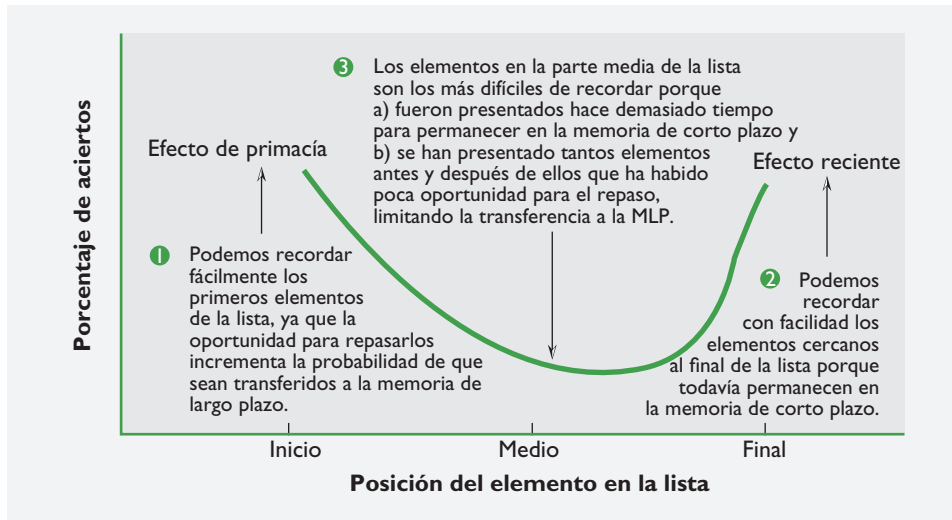 Porcentaje de aciertos
Efecto de primacía
1 Podemos recordar
fácilmente los
primeros elementos
de la lista, ya que la
oportunidad para repasarlos
incrementa la probabilidad de que
sean transferidos a la memoria de
largo plazo.
3 Los elementos en la parte media de la lista
son los más difíciles de recordar porque
a) fueron presentados hace demasiado tiempo
para permanecer en la memoria de corto plazo y
b) se han presentado tantos elementos
antes y después de ellos que ha habido
poca oportunidad para el repaso,
limitando la transferencia a la MLP.
Efecto reciente
2 Podemos
recordar
con facilidad los
elementos cercanos
al final de la lista porque
todavía permanecen en
la memoria de corto plazo.
Inicio
Medio
Final
Posición del elemento en la lista